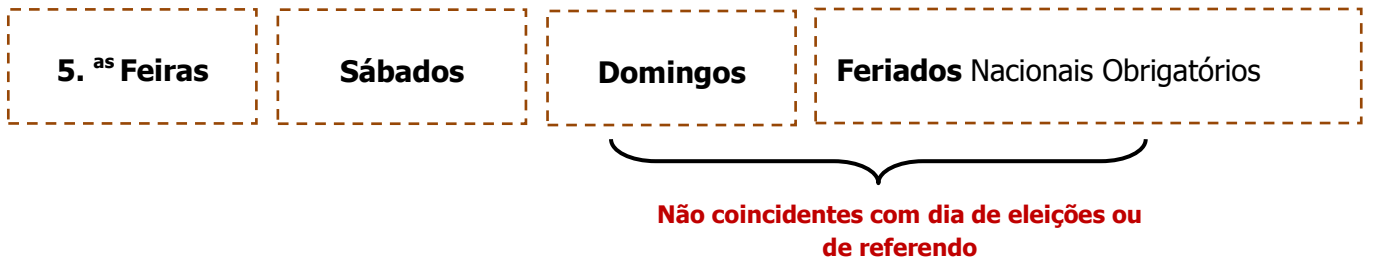 5. as Feiras
Sábados
Domingos
Feriados Nacionais Obrigatórios
Não coincidentes com dia de eleições ou
de referendo